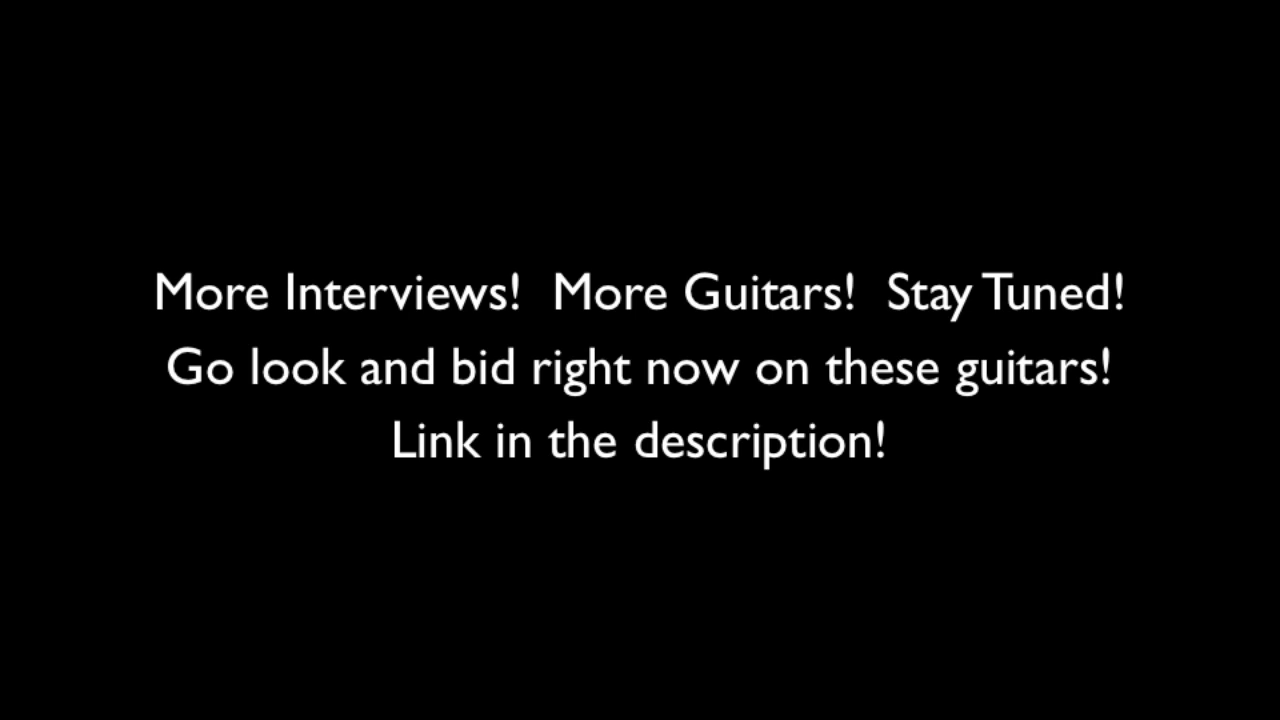 More Interviews!  More Guitars!  Stay Tuned!
Go look and bid right now on these guitars!
Link in the description!